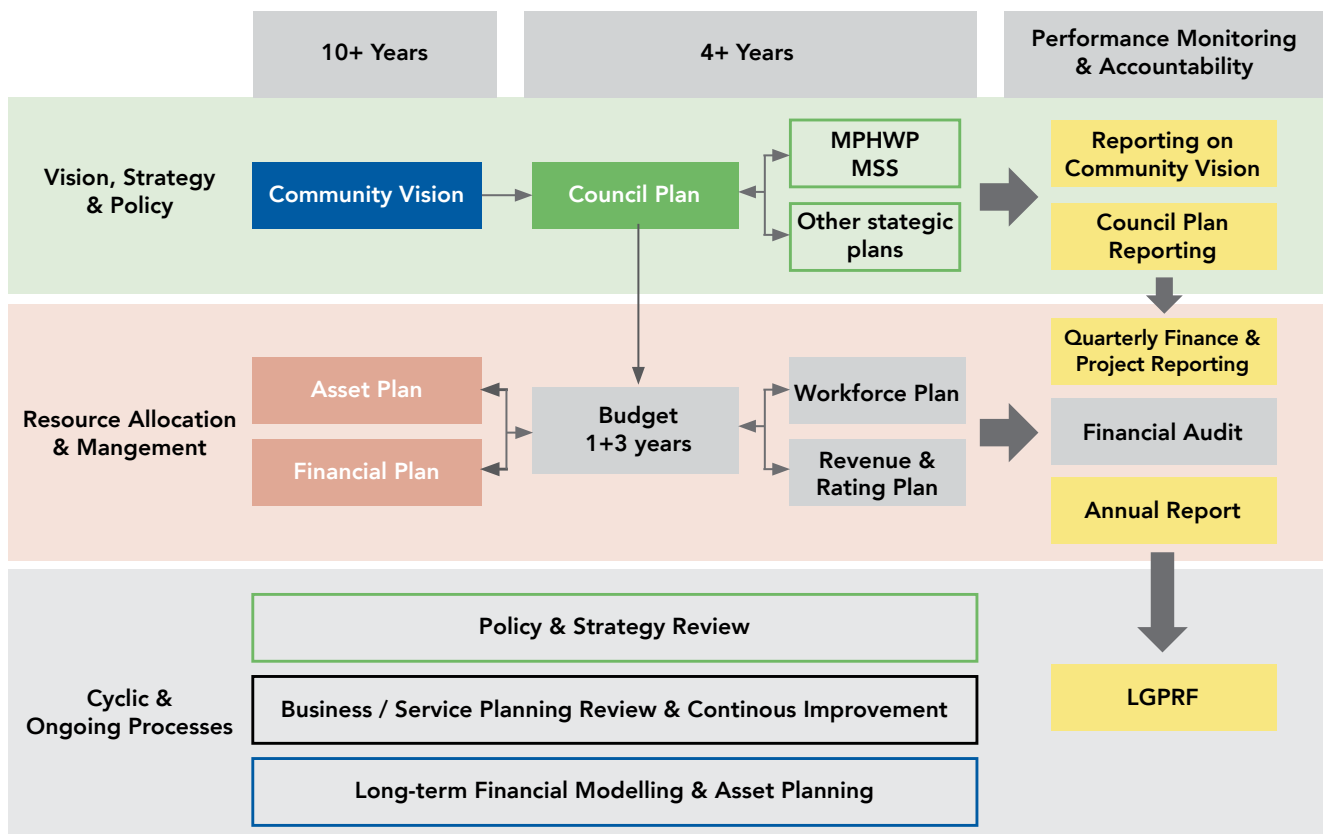 10+ Years
4+ Years
Performance Monitoring
& Accountability
Vision, Strategy
& Policy
Community Vision
Council Plan
MPHWP
MSS
Other stategic
plans
Reporting on
Community Vision
Council Plan
Reporting
Resource Allocation
& Mangement
Asset Plan
Financial Plan
Budget
1+3 years
Workforce Plan
Revenue &
Rating Plan
Quarterly Finance &
Project Reporting
Financial Audit
Annual Report
Cyclic &
Ongoing Processes
Policy & Strategy Review
Business / Service Planning Review & Continous Improvement
Long-term Financial Modelling & Asset Planning
LGPRF